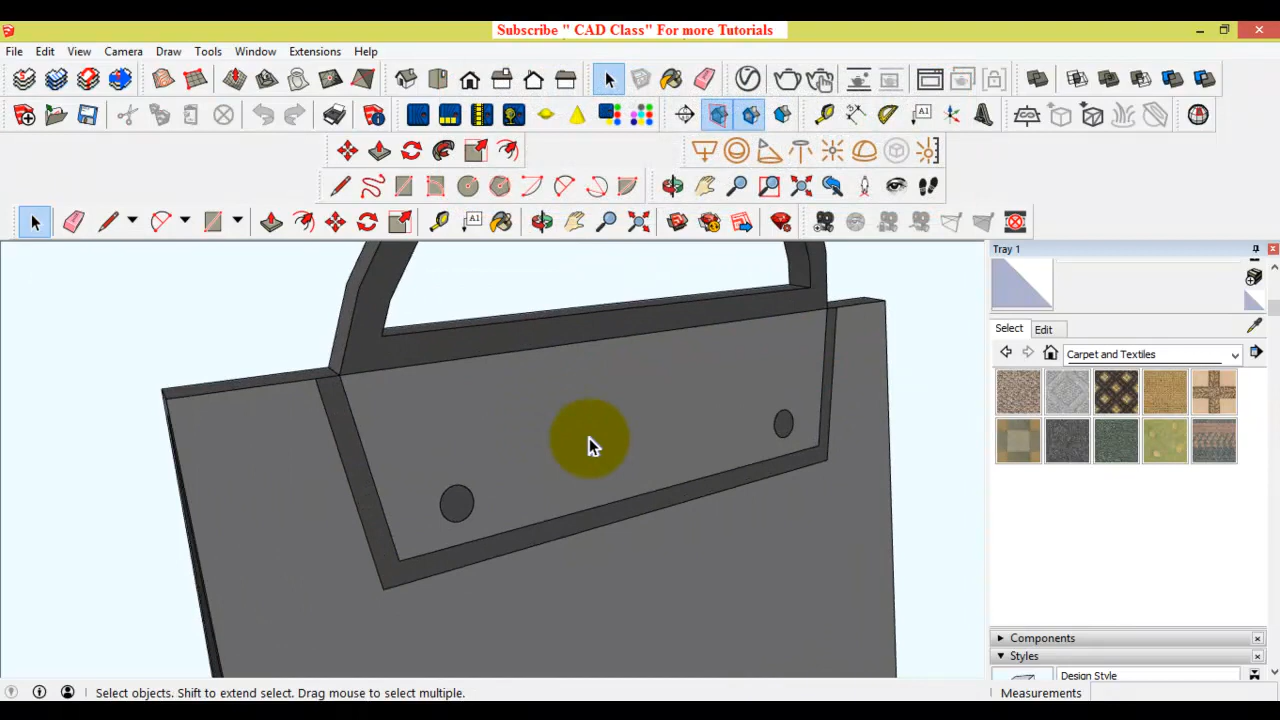 Subscribe " CAD Class" For more Tutorials
File Edit View Camera Draw Tools Window Extensions Help
A1
Tray 1
A1
Select Edit
Carpet and Textiles
Components
Styles
Design Style
Select objects. Shift to extend select. Drag mouse to select multiple.
Measurements